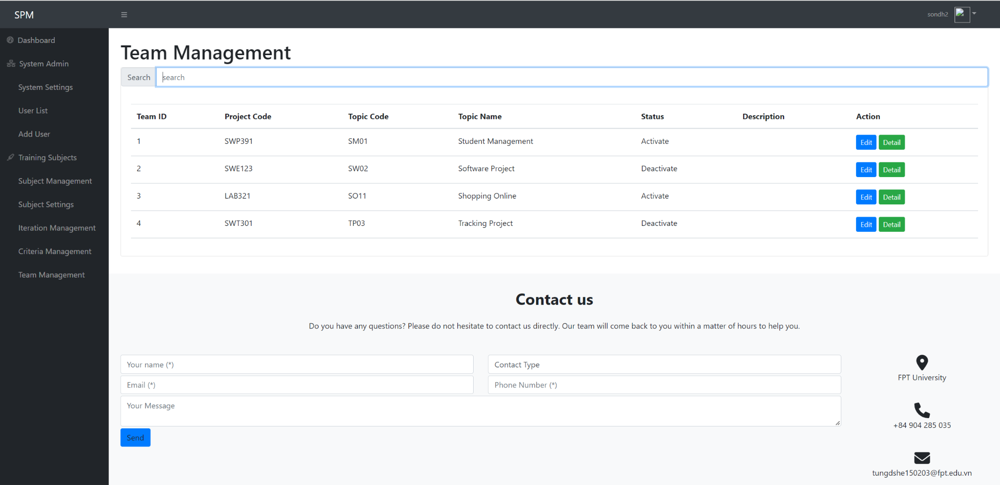 SPM
sondh2
Dashboard
System Admin
System Settings
User List
Add User
Training Subjects
Subject Management
Subject Settings
Iteration Management
Criteria Management
Team Management
Team Management
Search search
Team ID Project Code Topic Code Topic Name Status Description Action
1 SWP391 SM01 Student Management Activate Edit Detail
2 SWE123 SW02 Software Project Deactivate Edit Detail
3 LAB321 SO11 Shopping Online Activate Edit Detail
4 SWT301 TP03 Tracking Project Deactivate Edit Detail
Contact us
Do you have any questions? Please do not hesitate to contact us directly. Our team will come back to you within a matter of hours to help you.
Your name (*) Contact Type
Email (*) Phone Number (*)
Your Message
Send
FPT University
+84 904 285 035
tungdshe150203@fpt.edu.vn